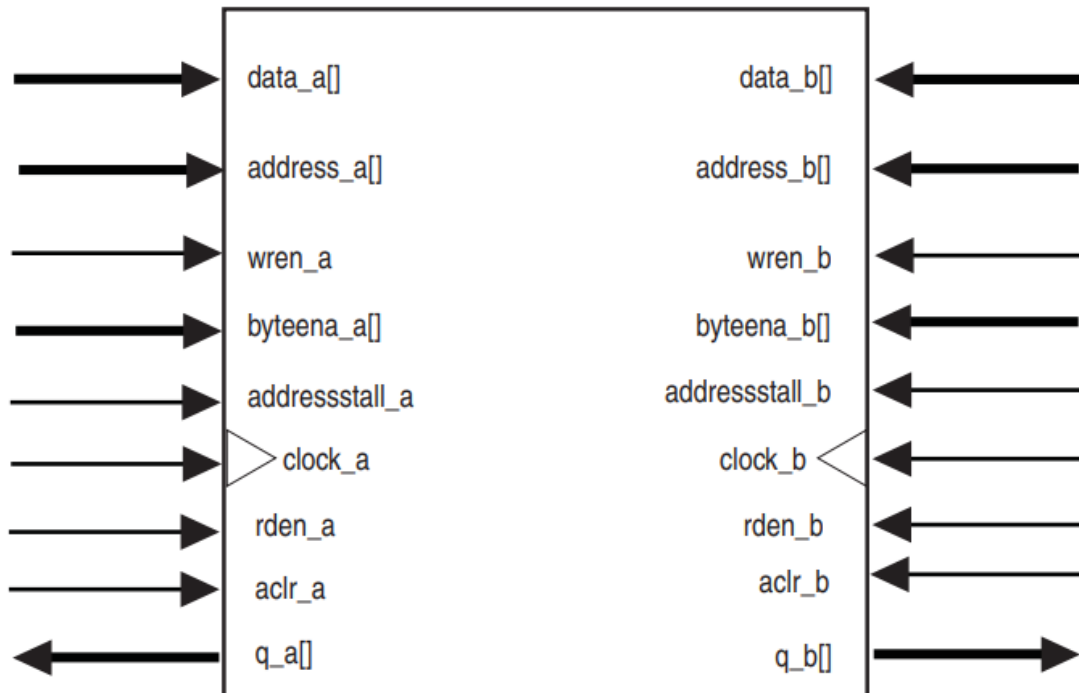 data_a[] data_b[]
address_a[] address_b[]
wren_a wren_b
byteena_a[] byteena_b[]
addressstall_a addressstall_b
clock_a clock_b
rden_a rden_b
aclr_a aclr_b
q_a[] q_b[]